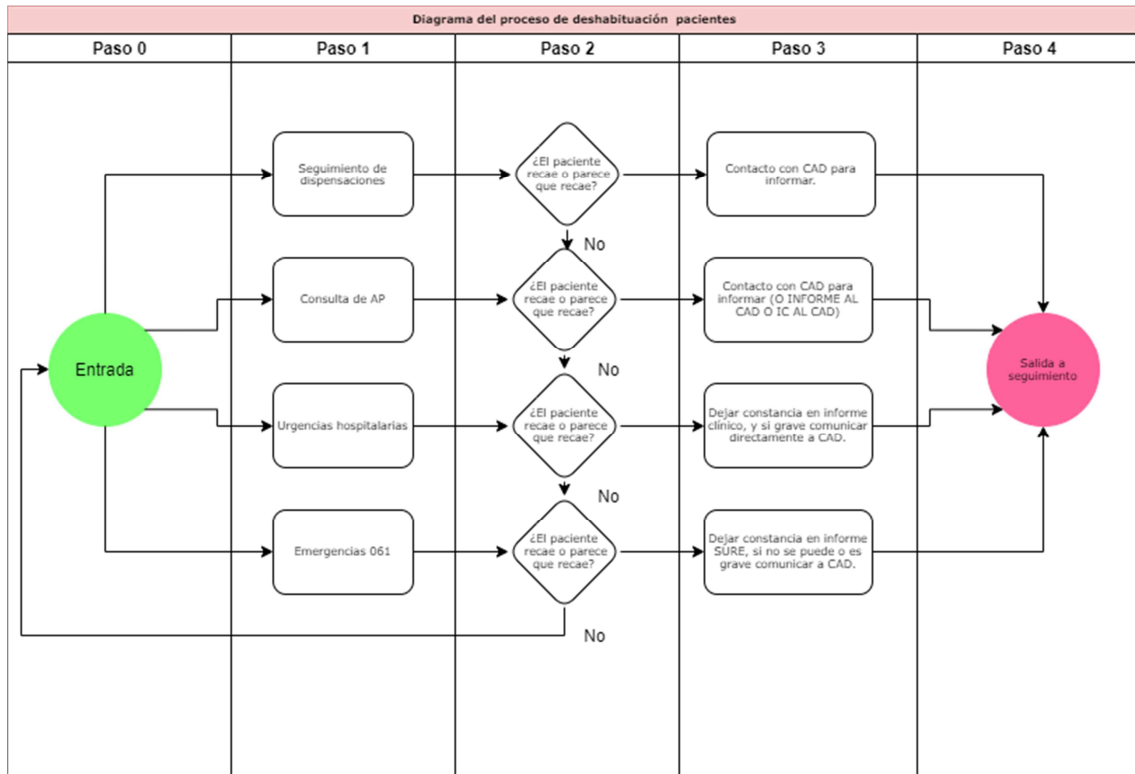 Diagrama del proceso de deshabituación  pacientes
Paso 0
Paso 1
Paso 2
Paso 3
Paso 4
Seguimiento de
dispensaciones
¿El paciente
recae o parece
que recae?
Contacto con CAD para
informar.
No
Consulta de AP
¿El paciente
recae o parece
que recae?
Contacto con CAD para
informar (O INFORME AL
CAD O IC AL CAD)
Entrada
No
Salida a
seguimiento
Urgencias hospitalarias
¿El paciente
recae o parece
que recae?
Dejar constancia en informe
clínico, y si grave comunicar
directamente a CAD.
No
Emergencias 061
¿El paciente
recae o parece
que recae?
Dejar constancia en informe
SURE, si no se puede o es
grave comunicar a CAD.
No